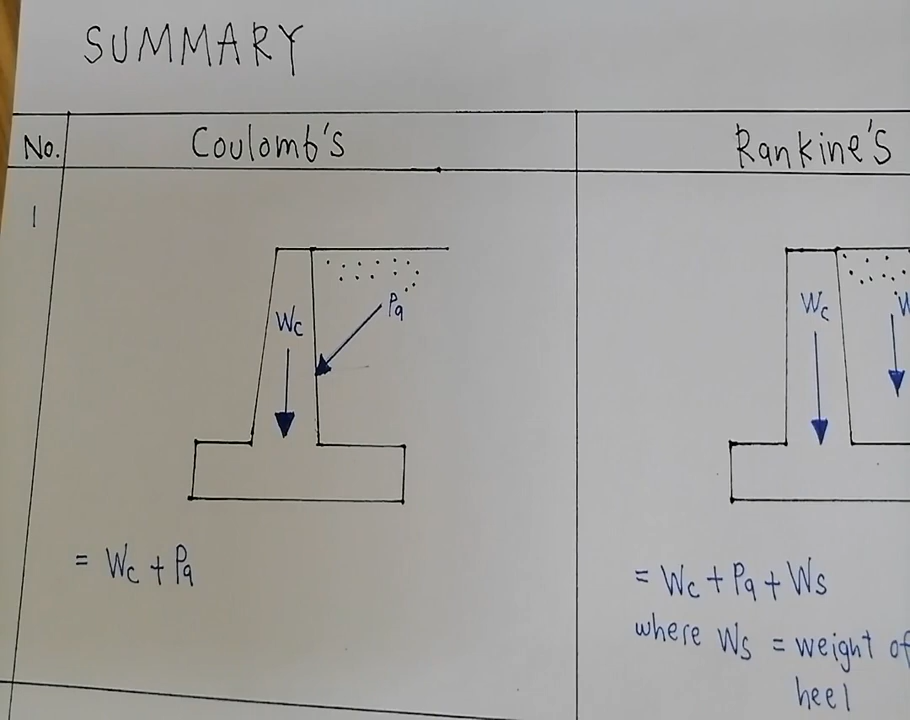 SUMMARY
No. Coulomb's Rankine's
1
Wc Pa
Wc W
= Wc + Pa
= Wc + Pa + Ws
where Ws = weight of
heel